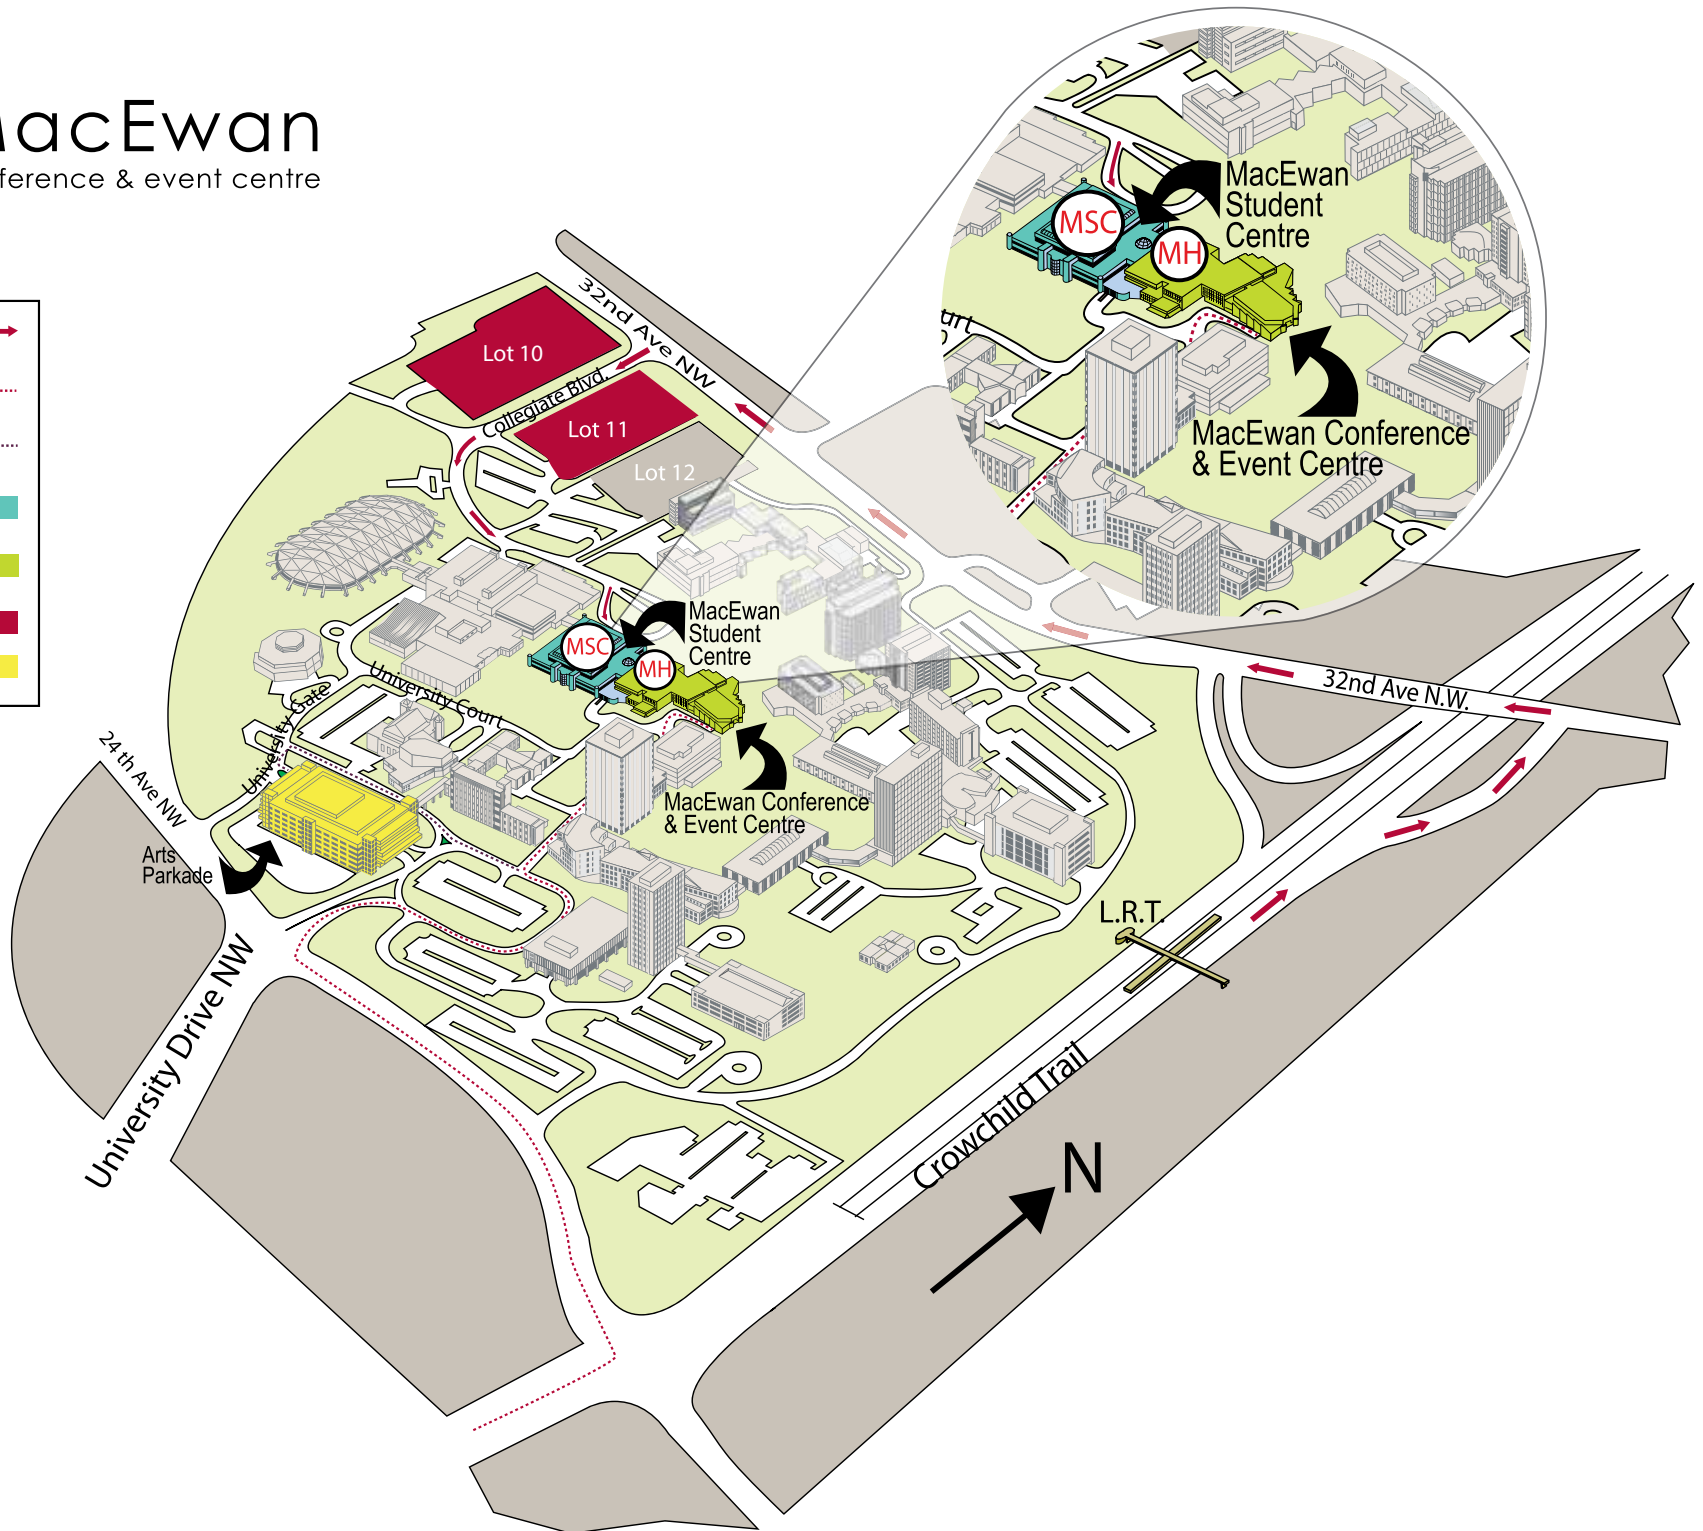 MacEwan
ference & event centre
32nd Ave NW
Lot 10
Collegiate Blvd.
Lot 11
Lot 12
MSC
MH
MacEwan
Student
Centre
MacEwan Conference
& Event Centre
urt
MSC
MH
MacEwan
Student
Centre
MacEwan Conference
& Event Centre
University Court
University Gate
24 th Ave NW
Arts
Parkade
University Drive NW
32nd Ave N.W.
L.R.T.
Crowchild Trail
N